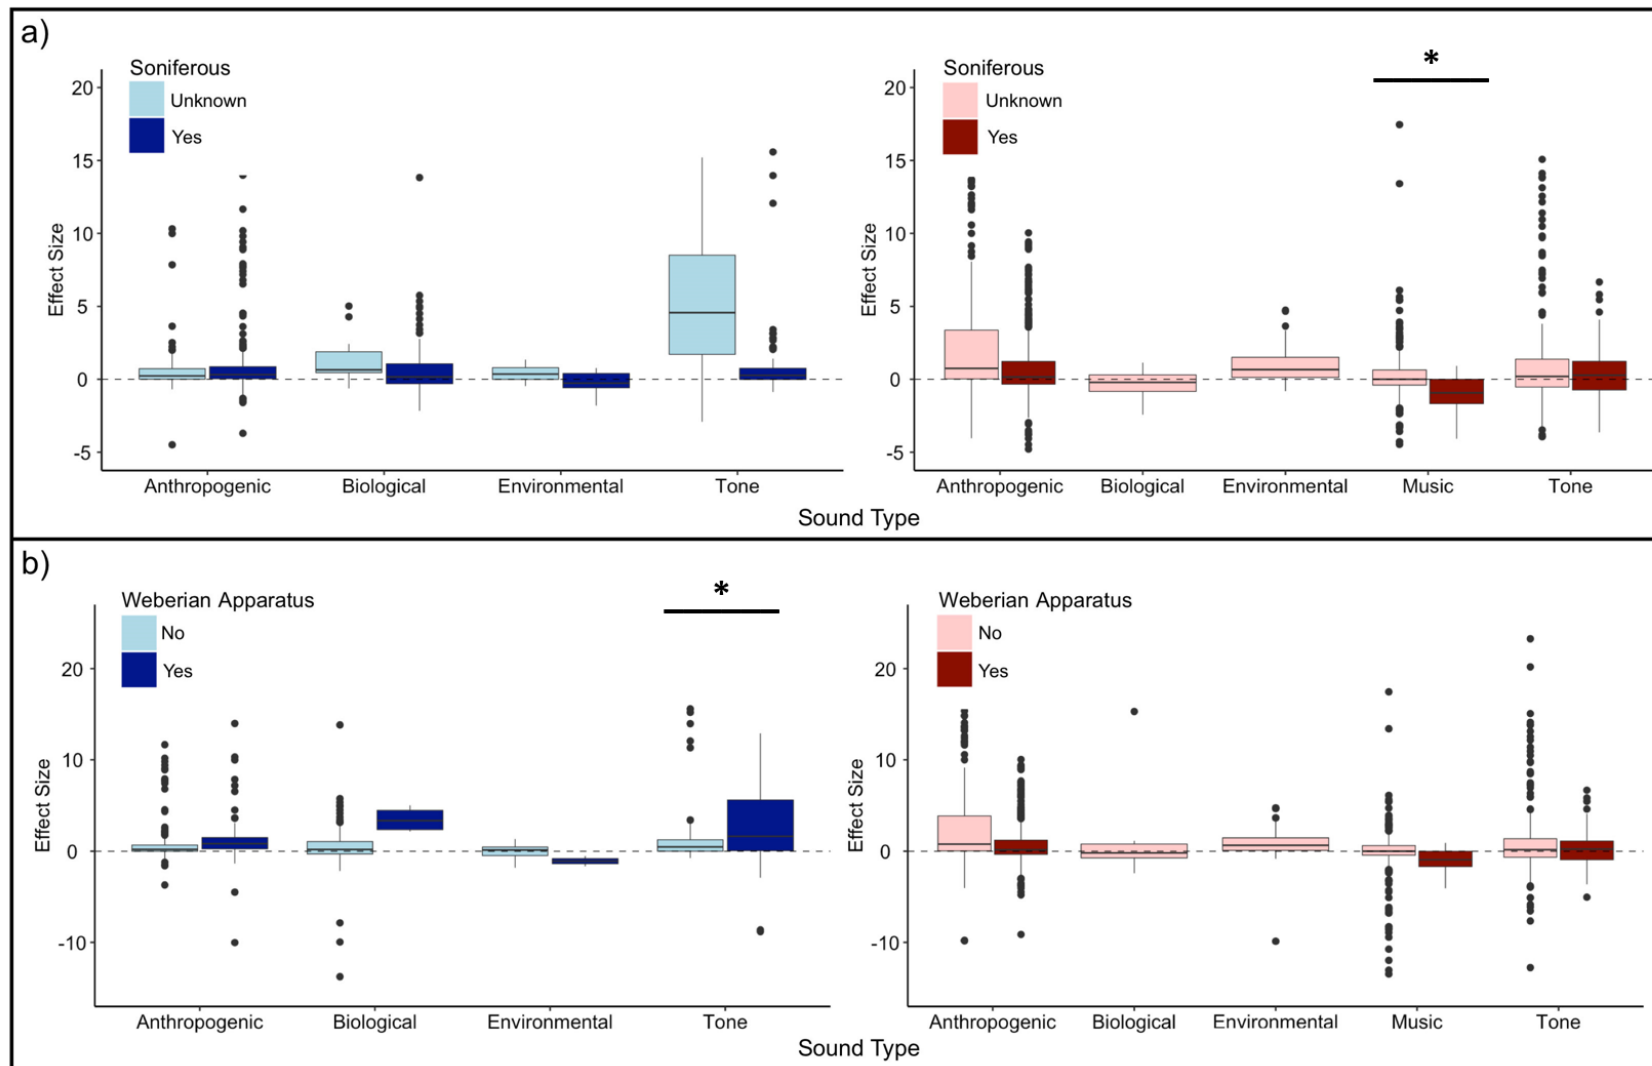 a)
Soniferous
Unknown
Yes
20
15
10
5
0
-5
Effect Size
Anthropogenic Biological Environmental Tone
Soniferous
Unknown
Yes
*
20
15
10
5
0
-5
Effect Size
Anthropogenic Biological Environmental Music Tone
Sound Type
b)
Weberian Apparatus
No
Yes
*
20
10
0
-10
Effect Size
Anthropogenic Biological Environmental Tone
Weberian Apparatus
No
Yes
20
10
0
-10
Effect Size
Anthropogenic Biological Environmental Music Tone
Sound Type